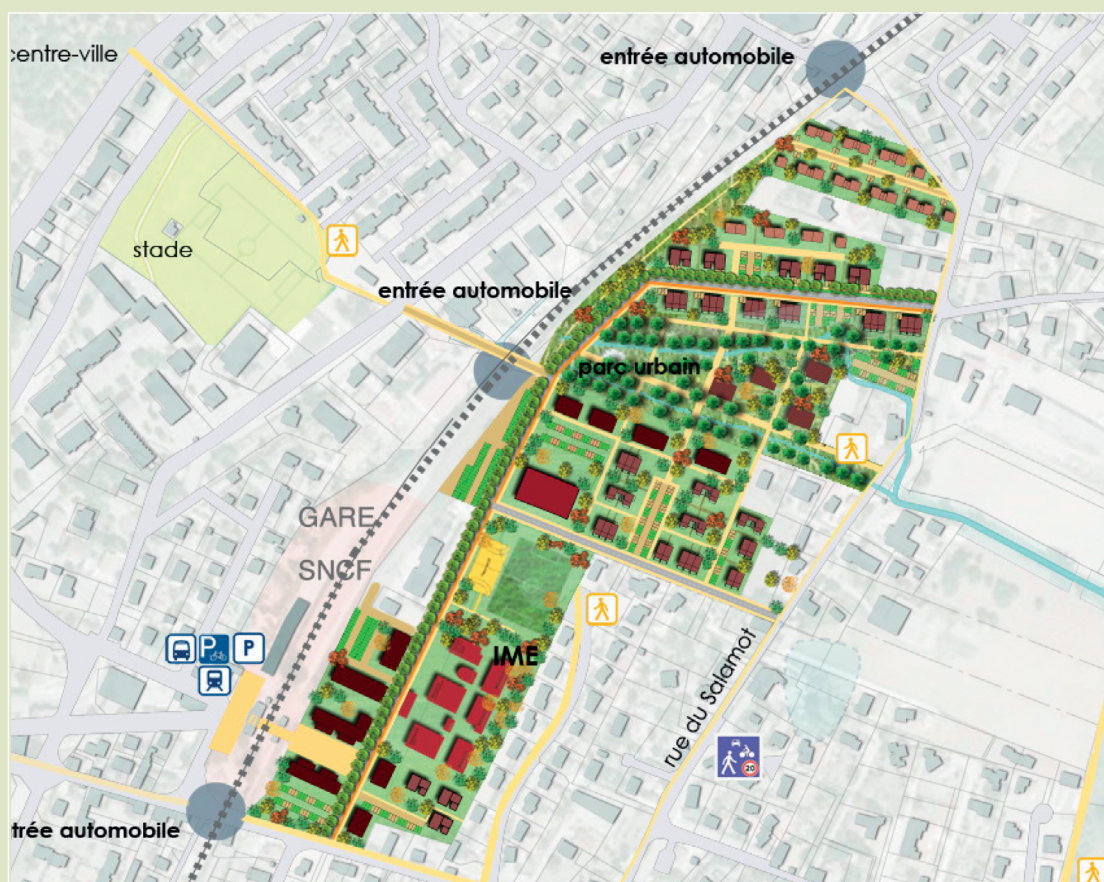 entrée automobile
centre-ville
stade
entrée automobile
parc urbain
GARE
SNCF
P
P
IME
rue du Salamot
20
trée automobile